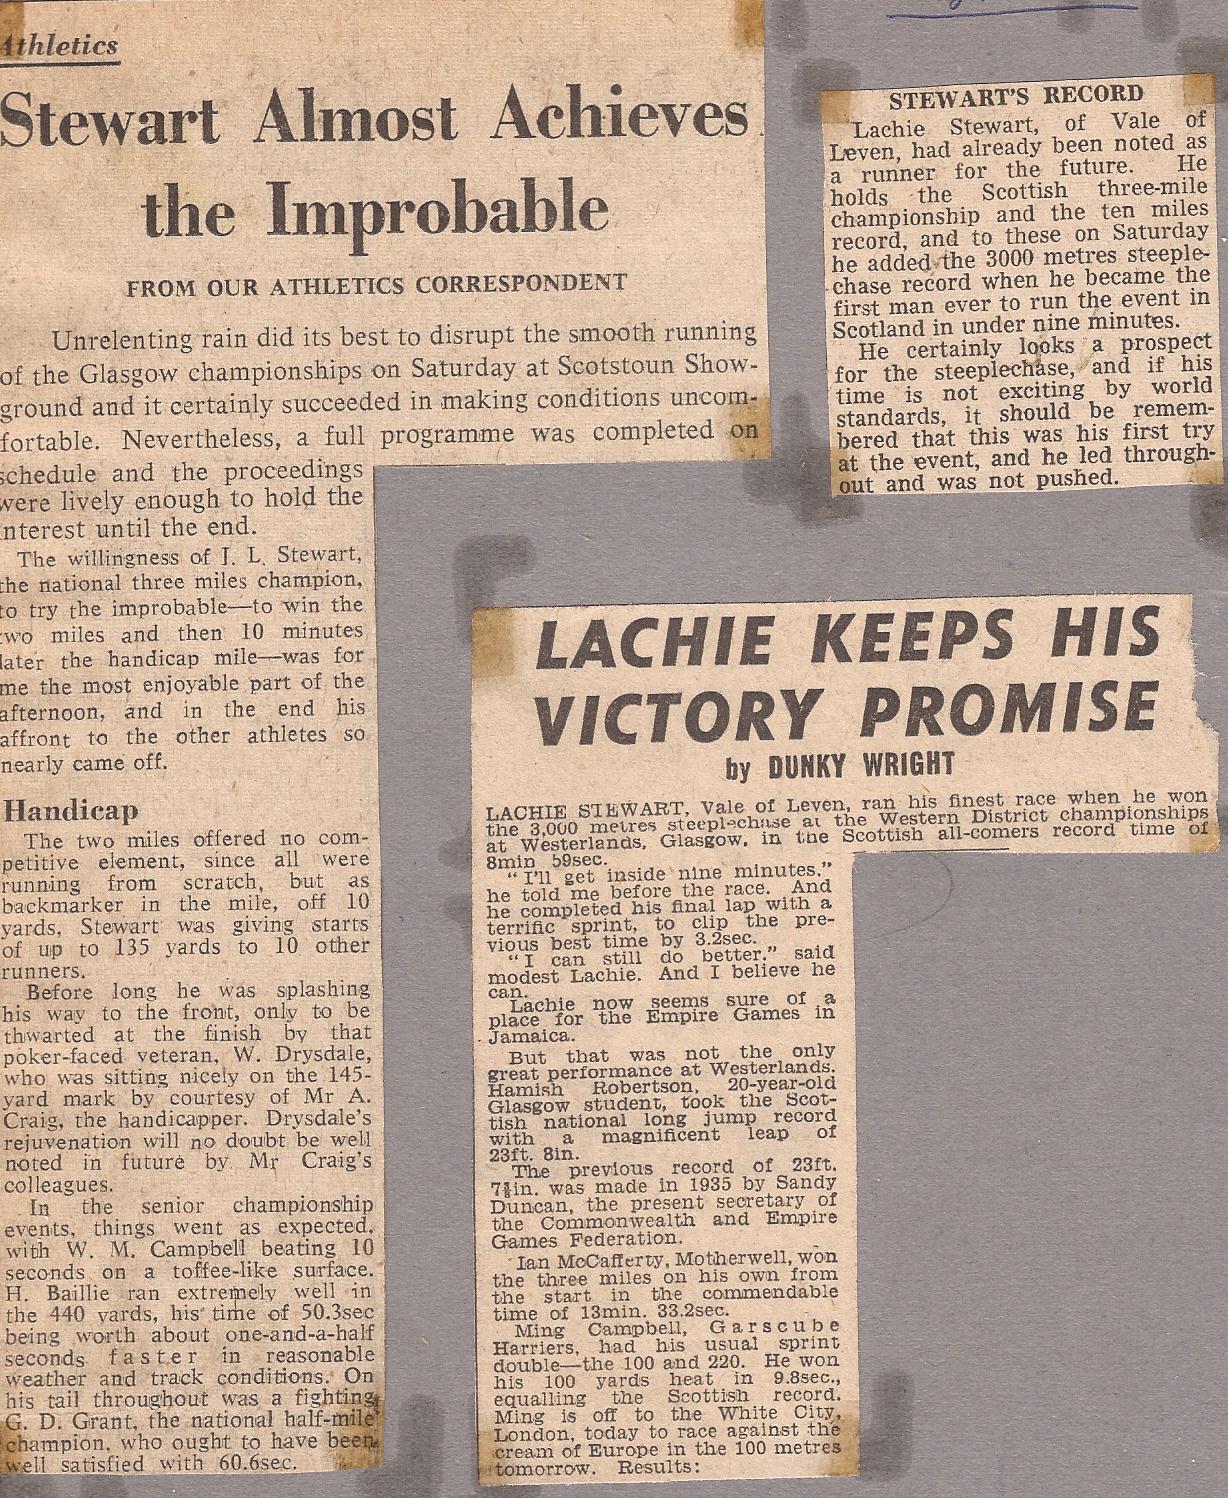 Athletics
Stewart Almost Achieves
the Improbable
FROM OUR ATHLETICS CORRESPONDENT
Unrelenting rain did its best to disrupt the smooth running
of the Glasgow championships on Saturday at Scotstoun Show-
ground and it certainly succeeded in making conditions uncom-
fortable. Nevertheless, a full programme was completed on
schedule and the proceedings
were lively enough to hold the
interest until the end.
The willingness of J. L. Stewart,
the national three miles champion,
to try the improbable—to win the
two miles and then 10 minutes
later the handicap mile—was for
me the most enjoyable part of the
afternoon, and in the end his
affront to the other athletes so
nearly came off.
Handicap
The two miles offered no com-
petitive element, since all were
running from scratch, but as
backmarker in the mile, off 10
yards, Stewart was giving starts
of up to 135 yards to 10 other
runners.
Before long he was splashing
his way to the front, only to be
thwarted at the finish by that
poker-faced veteran, W. Drysdale,
who was sitting nicely on the 145-
yard mark by courtesy of Mr A.
Craig, the handicapper. Drysdale's
rejuvenation will no doubt be well
noted in future by Mr Craig's
colleagues.
In the senior championship
events, things went as expected,
with W. M. Campbell beating 10
seconds on a toffee-like surface.
H. Baillie ran extremely well in
the 440 yards, his time of 50.3sec
being worth about one-and-a-half
seconds faster in reasonable
weather and track conditions. On
his tail throughout was a fighting
G. D. Grant, the national half-mile
champion, who ought to have been
well satisfied with 60.6sec.
STEWART'S RECORD
Lachie Stewart, of Vale of
Leven, had already been noted as
a runner for the future. He
holds the Scottish three-mile
championship and the ten miles
record, and to these on Saturday
he added the 3000 metres steeple-
chase record when he became the
first man ever to run the event in
Scotland in under nine minutes.
He certainly looks a prospect
for the steeplechase, and if his
time is not exciting by world
standards, it should be remem-
bered that this was his first try
at the event, and he led through-
out and was not pushed.
LACHIE KEEPS HIS
VICTORY PROMISE
by DUNKY WRIGHT
LACHIE STEWART, Vale of Leven, ran his finest race when he won
the 3,000 metres steeplechase at the Western District championships
at Westerlands, Glasgow, in the Scottish all-comers record time of
8min 59sec.
"I'll get inside nine minutes,"
he told me before the race. And
he completed his final lap with a
terrific sprint, to clip the pre-
vious best time by 3.2sec.
"I can still do better," said
modest Lachie. And I believe he
can.
Lachie now seems sure of a
place for the Empire Games in
Jamaica.
But that was not the only
great performance at Westerlands.
Hamish Robertson, 20-year-old
Glasgow student, took the Scot-
tish national long jump record
with a magnificent leap of
23ft. 8in.
The previous record of 23ft.
was made in 1935 by Sandy
Duncan, the present secretary of
the Commonwealth and Empire
Games Federation.
Ian McCafferty, Motherwell, won
the three miles on his own from
the start in the commendable
time of 13min. 33.2sec.
Ming Campbell, Garscube
Harriers, had his usual sprint
double—the 100 and 220. He won
his 100 yards heat in 9.8sec.,
equalling the Scottish record.
Ming is off to the White City,
London, today to race against the
cream of Europe in the 100 metres
tomorrow. Results: